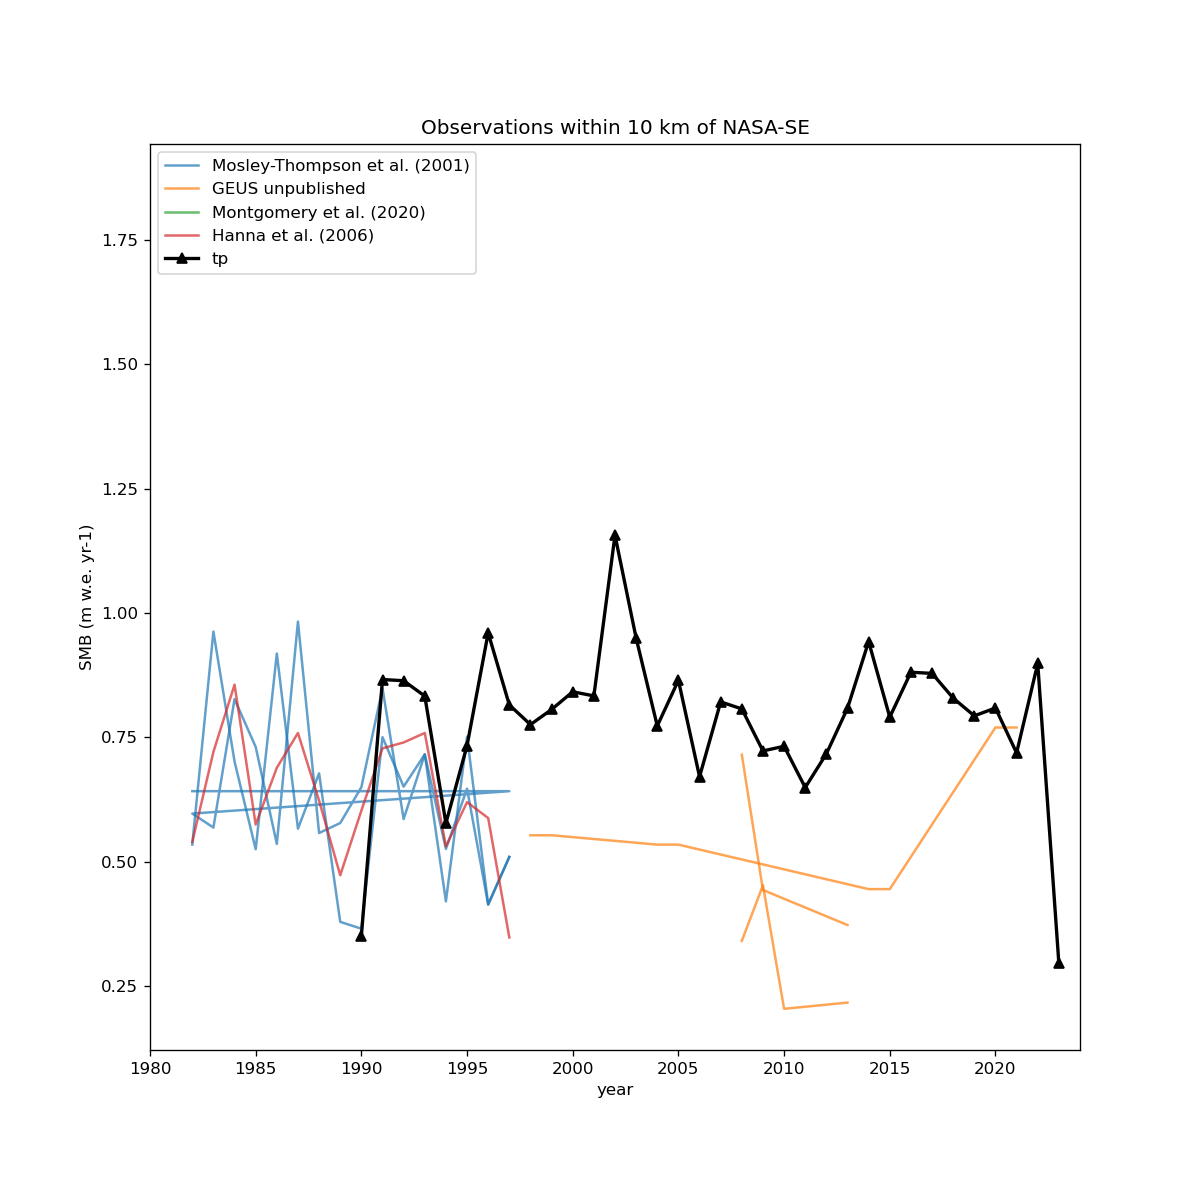 Observations within 10 km of NASA-SE
Mosley-Thompson et al. (2001)
GEUS unpublished
Montgomery et al. (2020)
Hanna et al. (2006)
tp
1.75
1.50
1.25
1.00
0.75
0.50
0.25
SMB (m w.e. yr-1)
1980 1985 1990 1995 2000 2005 2010 2015 2020
year